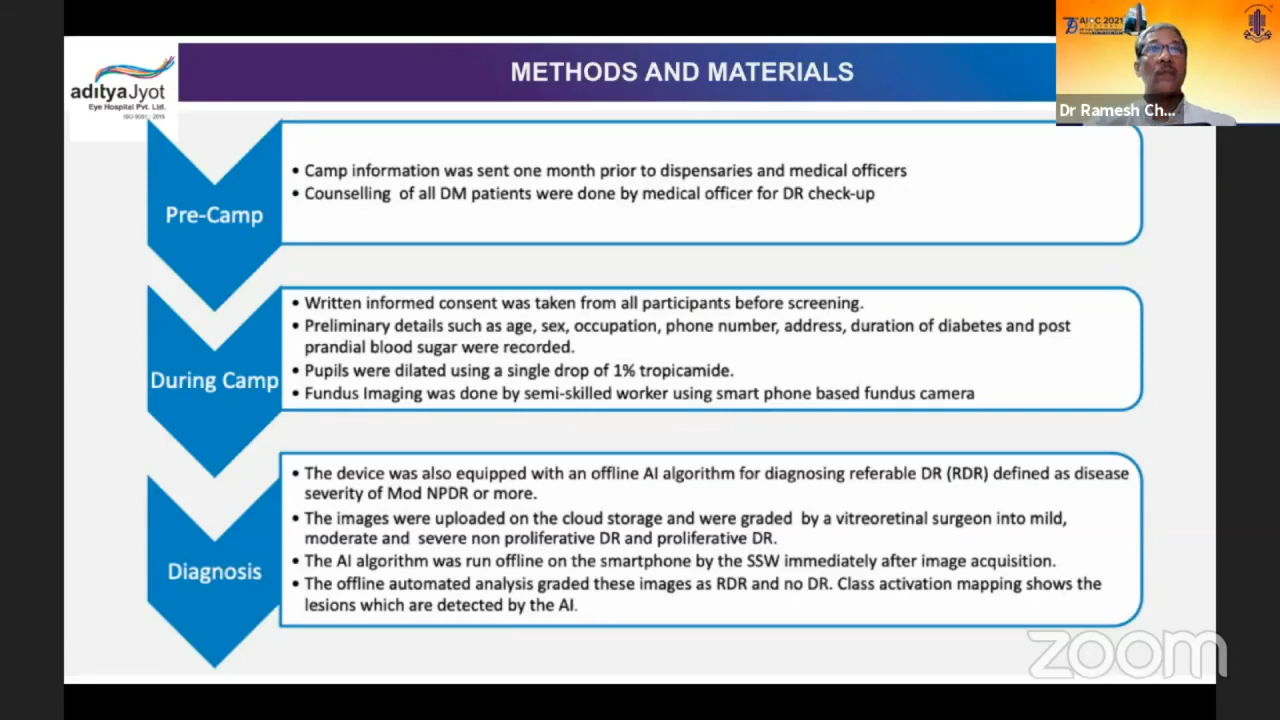 METHODS AND MATERIALS
aditya Jyot
Eye Hospital Pvt. Ltd.
AIOC 2021
Dr Ramesh Ch...
Pre-Camp
• Camp information was sent one month prior to dispensaries and medical officers
• Counselling of all DM patients were done by medical officer for DR check-up
During Camp
• Written informed consent was taken from all participants before screening.
• Preliminary details such as age, sex, occupation, phone number, address, duration of diabetes and post
prandial blood sugar were recorded.
• Pupils were dilated using a single drop of 1% tropicamide.
• Fundus Imaging was done by semi-skilled worker using smart phone based fundus camera
Diagnosis
• The device was also equipped with an offline AI algorithm for diagnosing referable DR (RDR) defined as disease
severity of Mod NPDR or more.
• The images were uploaded on the cloud storage and were graded by a vitreoretinal surgeon into mild,
moderate and severe non proliferative DR and proliferative DR.
• The AI algorithm was run offline on the smartphone by the SSW immediately after image acquisition.
• The offline automated analysis graded these images as RDR and no DR. Class activation mapping shows the
lesions which are detected by the AI.
zoom